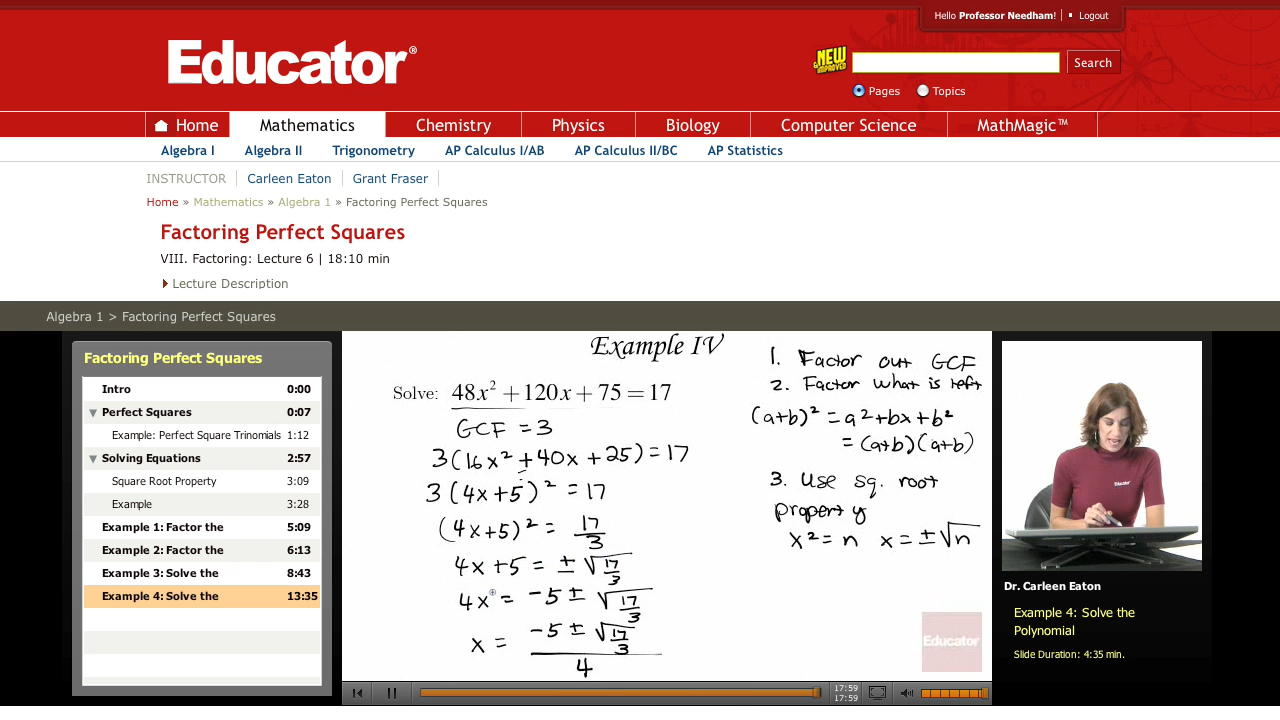 Hello Professor Needham! Logout
Educator®
NEW & IMPROVED
Search
Pages Topics
Home Mathematics Chemistry Physics Biology Computer Science MathMagic™
Algebra I Algebra II Trigonometry AP Calculus I/AB AP Calculus II/BC AP Statistics
INSTRUCTOR Carleen Eaton Grant Fraser
Home » Mathematics » Algebra 1 » Factoring Perfect Squares
Factoring Perfect Squares
VIII. Factoring: Lecture 6 | 18:10 min
Lecture Description
Algebra 1 > Factoring Perfect Squares
Factoring Perfect Squares
Intro 0:00
Perfect Squares 0:07
Example: Perfect Square Trinomials 1:12
Solving Equations 2:57
Square Root Property 3:09
Example 3:28
Example 1: Factor the 5:09
Example 2: Factor the 6:13
Example 3: Solve the 8:43
Example 4: Solve the 13:35
Example IV
Solve: 48x² + 120x + 75 = 17
GCF = 3
3(16x² + 40x + 25) = 17
3(4x+5)² = 17
(4x+5)² = 17/3
4x+5 = ±√17/3
4x = -5 ± √17/3
x = -5 ± √17/3
4
1. Factor out GCF
2. Factor what is left
(a+b)² = a²+bx+b²
= (a+b)(a+b)
3. Use sq. root
property
x² = n x = ±√n
Educator
17:59
17:59
Educator
Dr. Carleen Eaton
Example 4: Solve the
Polynomial
Slide Duration: 4:35 min.